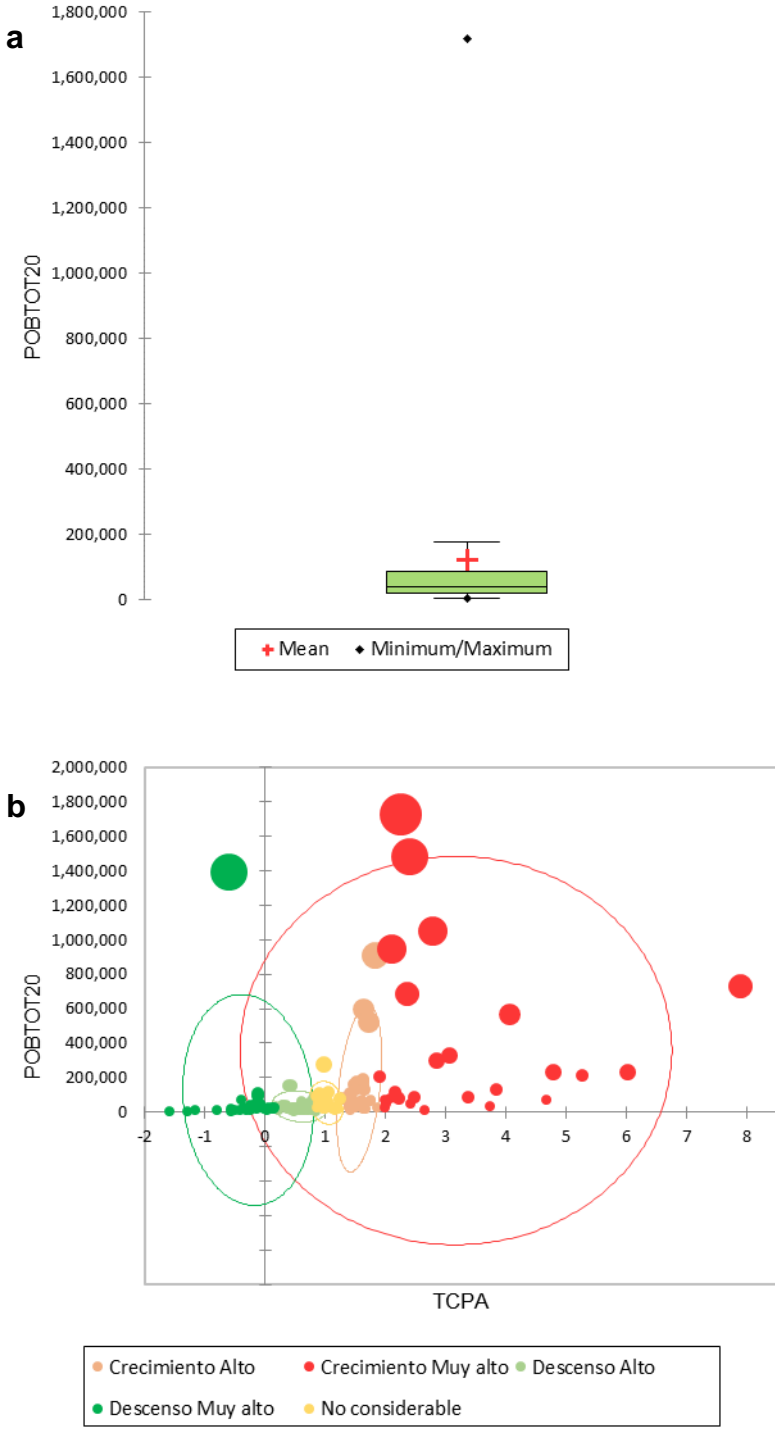 a
1,800,000
1,600,000
1,400,000
1,200,000
1,000,000
800,000
600,000
400,000
200,000
0
POBTOT20
Mean Minimum/Maximum
b
2,000,000
1,800,000
1,600,000
1,400,000
1,200,000
1,000,000
800,000
600,000
400,000
200,000
0
POBTOT20
-2 -1 0 1 2 3 4 5 6 7 8
TCPA
Crecimiento Alto Crecimiento Muy alto Descenso Alto
Descenso Muy alto No considerable